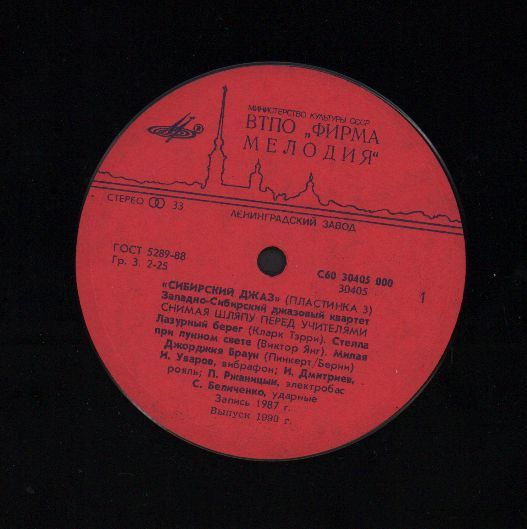 МИНИСТЕРСТВО КУЛЬТУРЫ СССР
ВТПО „ФИРМА
МЕЛОДИЯ“
СТЕРЕО 33
ЛЕНИНГРАДСКИЙ ЗАВОД
ГОСТ 5289-88
Гр. 3. 2-25
С60 30405 000
30405
1
«СИБИРСКИЙ ДЖАЗ» (ПЛАСТИНКА 3)
Западно-Сибирский джазовый квартет
СНИМАЯ ШЛЯПУ ПЕРЕД УЧИТЕЛЯМИ
Лазурный берег (Кларк Тэрри). Стелла
при лунном свете (Виктор Янг). Милая
Джорджия Браун (Пинкерт/Берни)
И. Уваров, вибрафон; И. Дмитриев,
рояль; П. Ржаницын, электробас
С. Беличенко, ударные
Запись 1987 г.
Выпуск 1990 г.